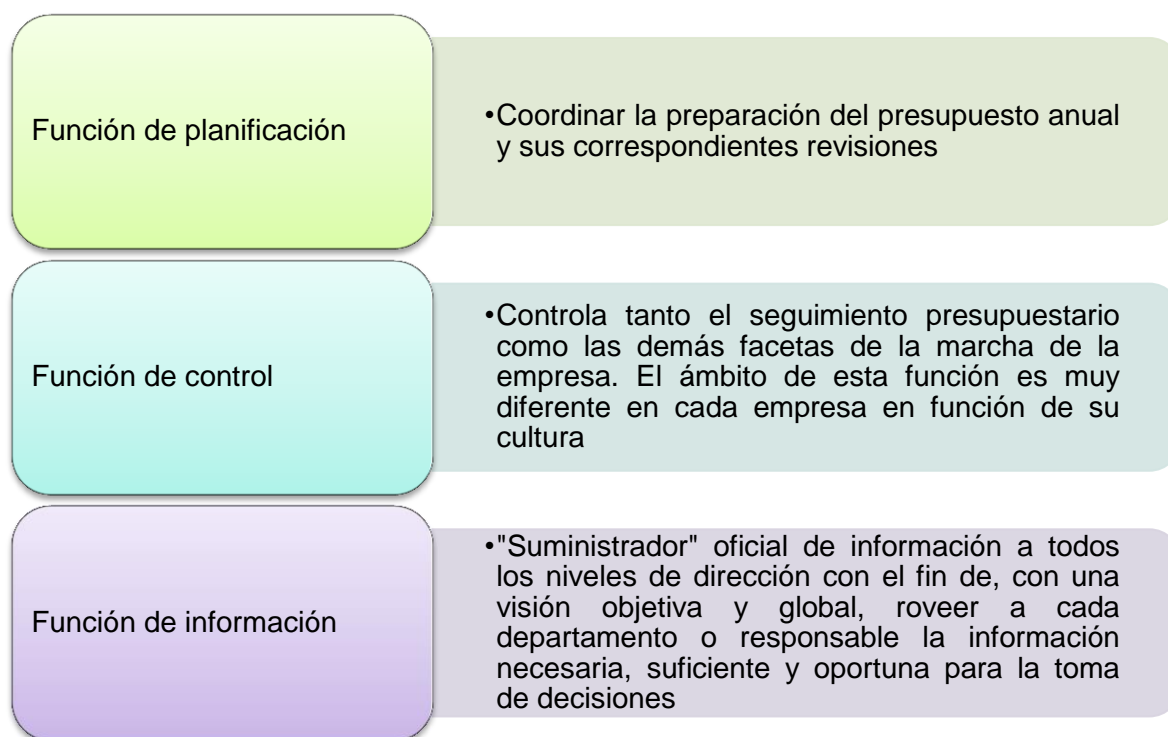 Función de planificación
•Coordinar la preparación del presupuesto anual
y sus correspondientes revisiones
Función de control
•Controla tanto el seguimiento presupuestario
como las demás facetas de la marcha de la
empresa. El ámbito de esta función es muy
diferente en cada empresa en función de su
cultura
Función de información
•"Suministrador" oficial de información a todos
los niveles de dirección con el fin de, con una
visión objetiva y global, roveer a cada
departamento o responsable la información
necesaria, suficiente y oportuna para la toma
de decisiones